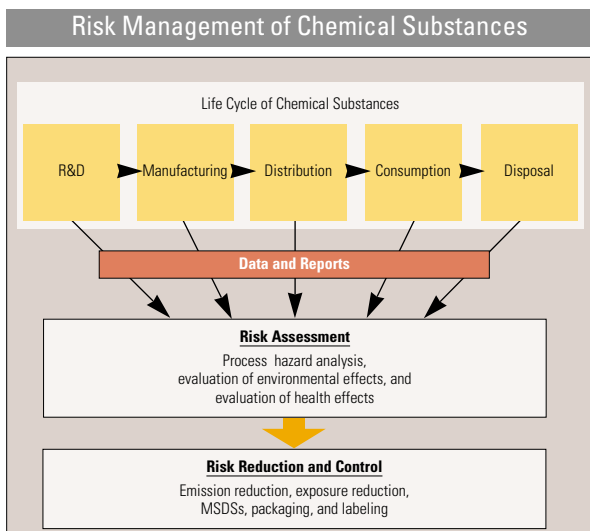 Risk Management of Chemical Substances
Life Cycle of Chemical Substances
R&D
Manufacturing
Distribution
Consumption
Disposal
Data and Reports
Risk Assessment
Process hazard analysis,
evaluation of environmental effects, and
evaluation of health effects
Risk Reduction and Control
Emission reduction, exposure reduction,
MSDSs, packaging, and labeling